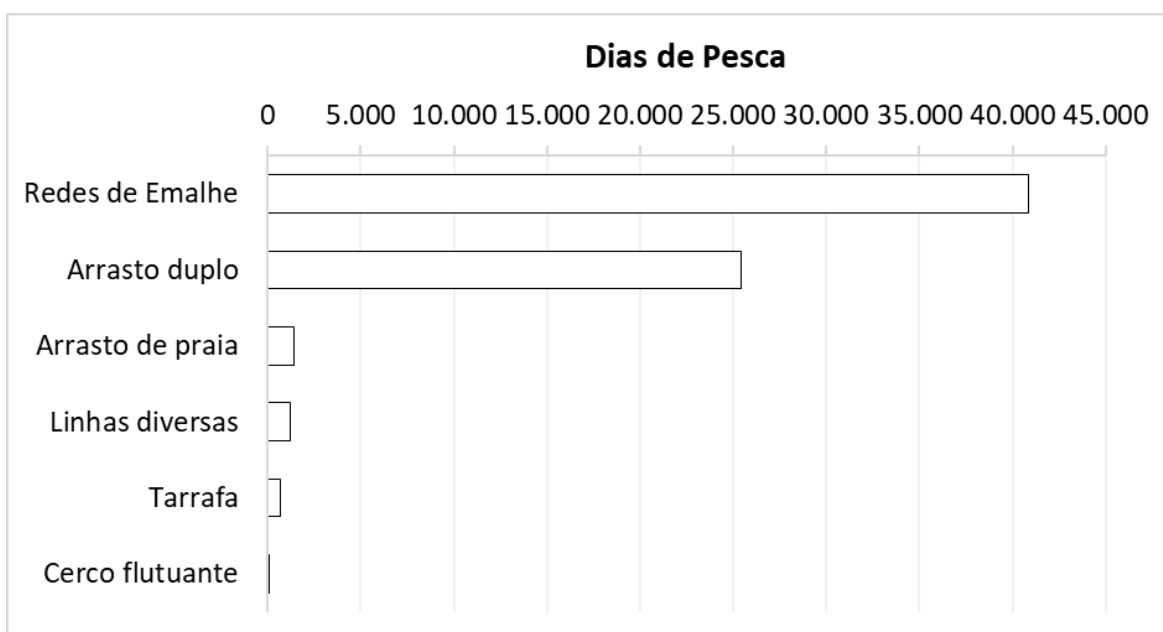 Dias de Pesca
0 5.000 10.000 15.000 20.000 25.000 30.000 35.000 40.000 45.000
Redes de Emalhe
Arrasto duplo
Arrasto de praia
Linhas diversas
Tarrafa
Cerco flutuante